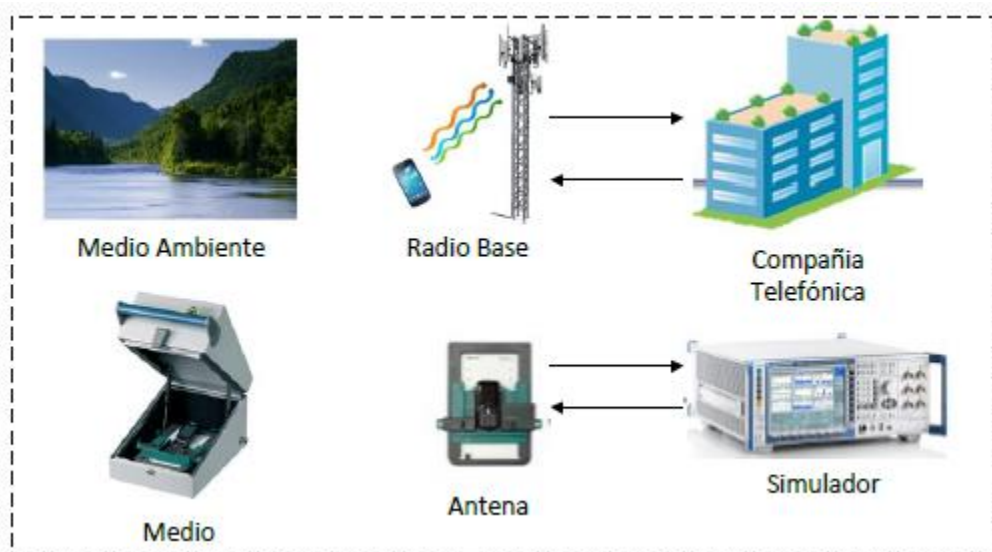 Medio Ambiente
Radio Base
Compañia
Telefónica
Medio
Antena
Simulador